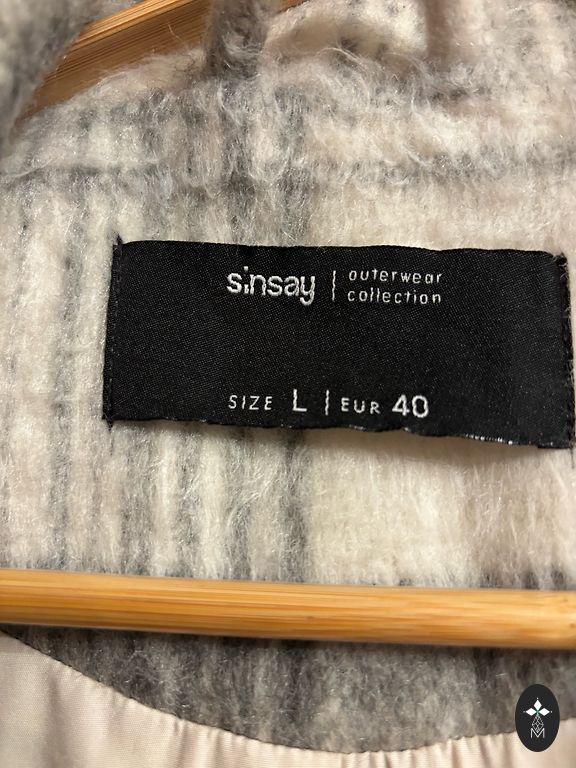 sinsay | outerwear
collection
SIZE L | EUR 40
M